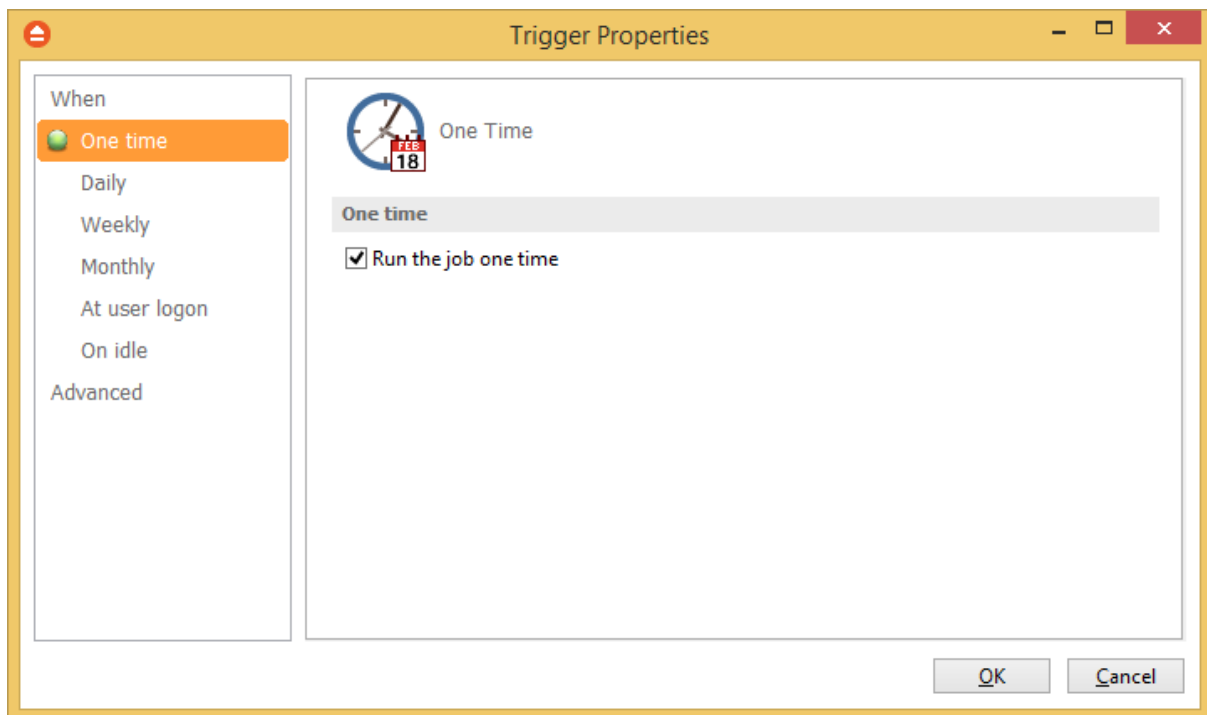 Trigger Properties
When
One time
Daily
Weekly
Monthly
At user logon
On idle
Advanced
One Time
FEB
18
One time
Run the job one time
OK
Cancel